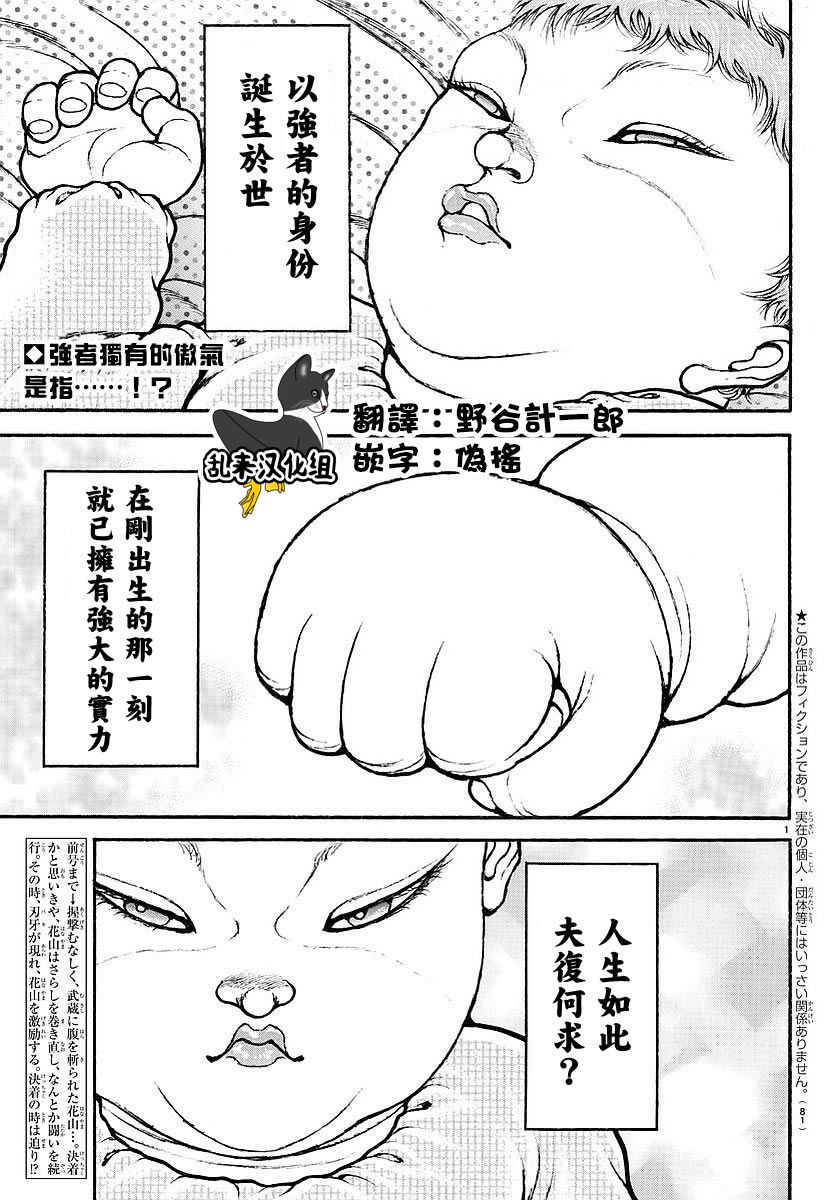 以強者的身份
誕生於世
◆強者獨有的傲氣
是指……！？
翻譯：野谷計一郎
嵌字：偽搖
乱来汉化组
在剛出生的那一刻
就已擁有強大的實力
人生如此
夫復何求？
前号まで→握撃むなしく、武蔵に腹を斬られた花山…。決着
かと思いきや、花山はさらしを巻き直し、なんとか闘いを続
行。その時、刃牙が現れ、花山を激励する。決着の時は迫り!?
★この作品はフィクションであり、実在の個人・団体等にはいっさい関係ありません。
1
(81)